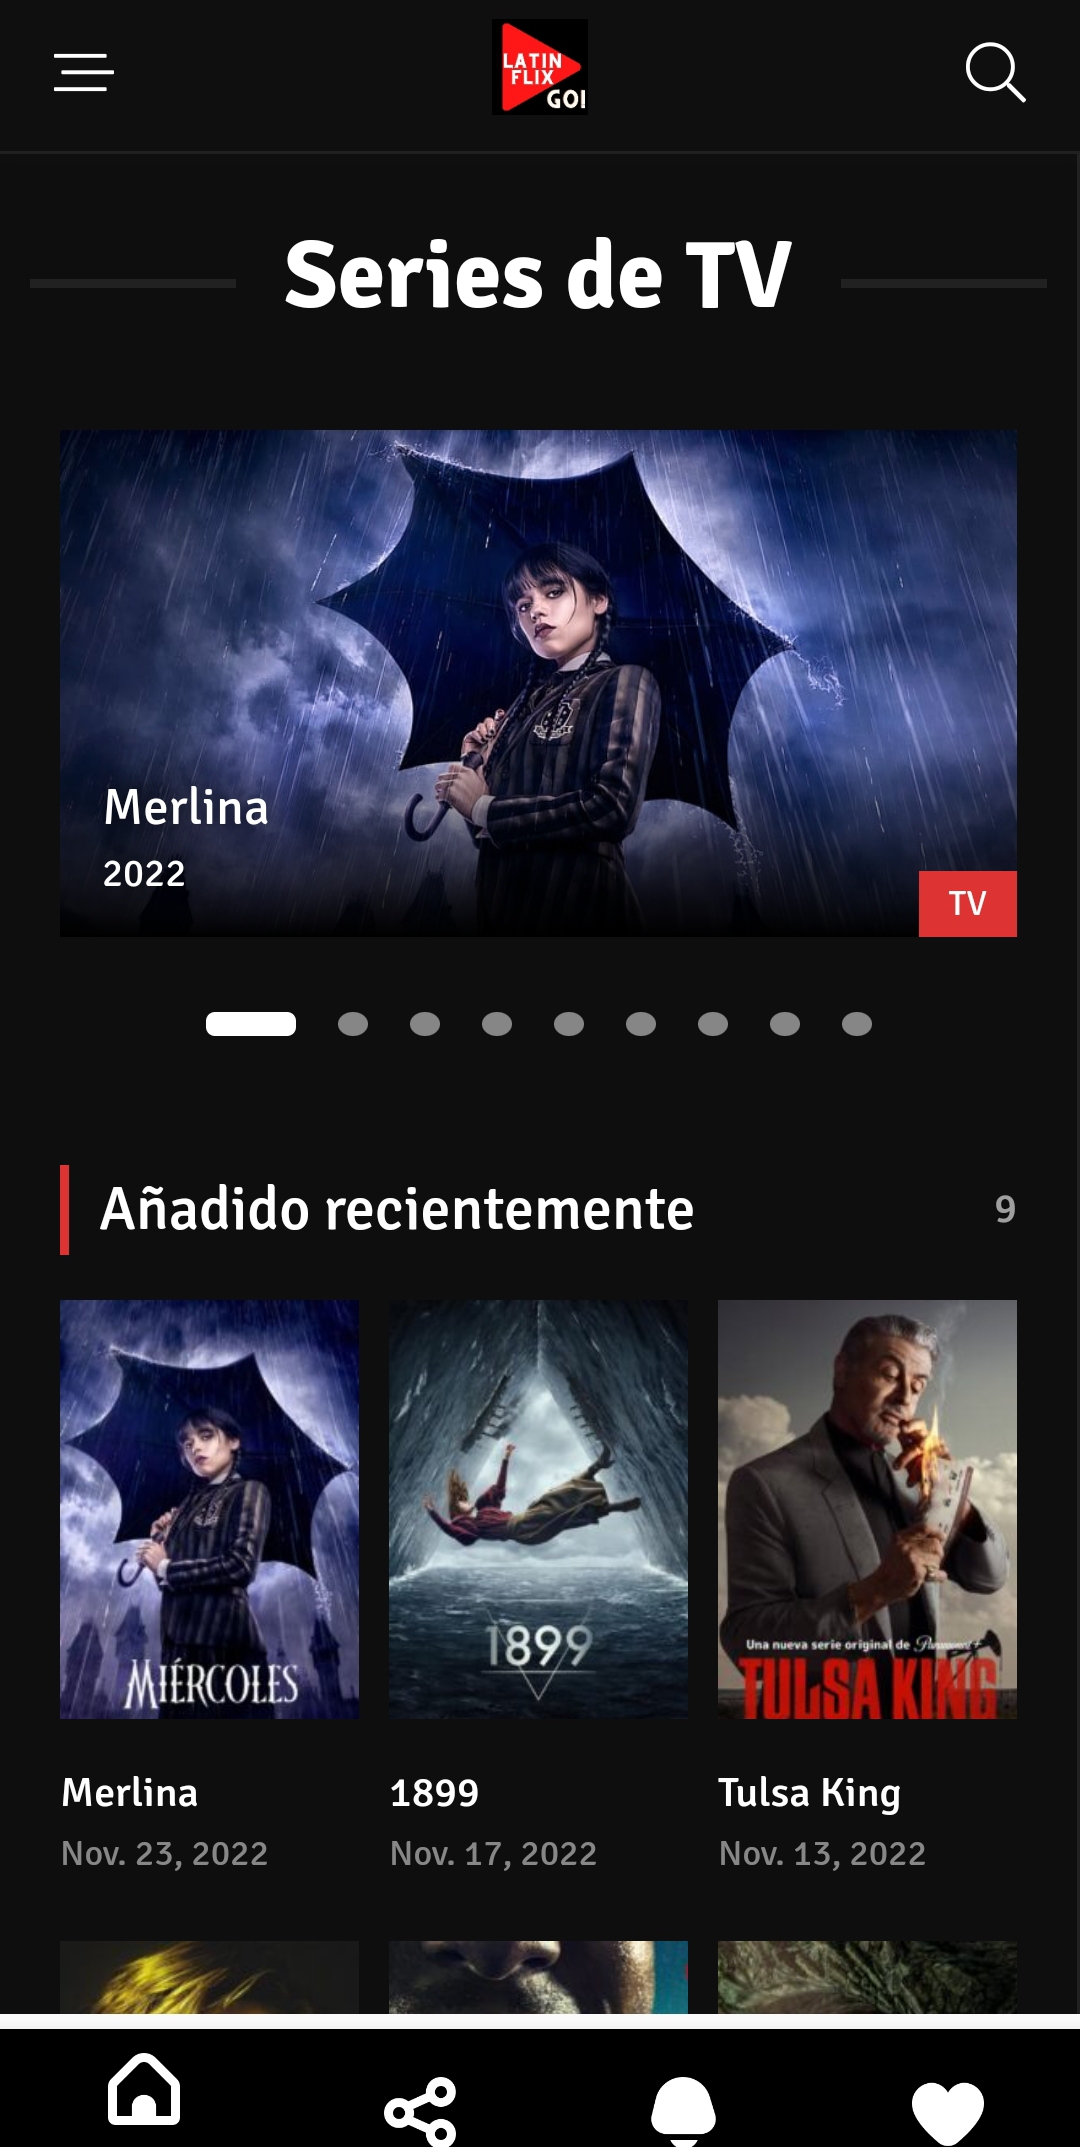 LATIN
FLIX
GO!
Series de TV
Merlina
2022
TV
Añadido recientemente
9
MIÉRCOLES
1899
Una nueva serie original de Paramount+
TULSA KING
Merlina
1899
Tulsa King
Nov. 23, 2022
Nov. 17, 2022
Nov. 13, 2022